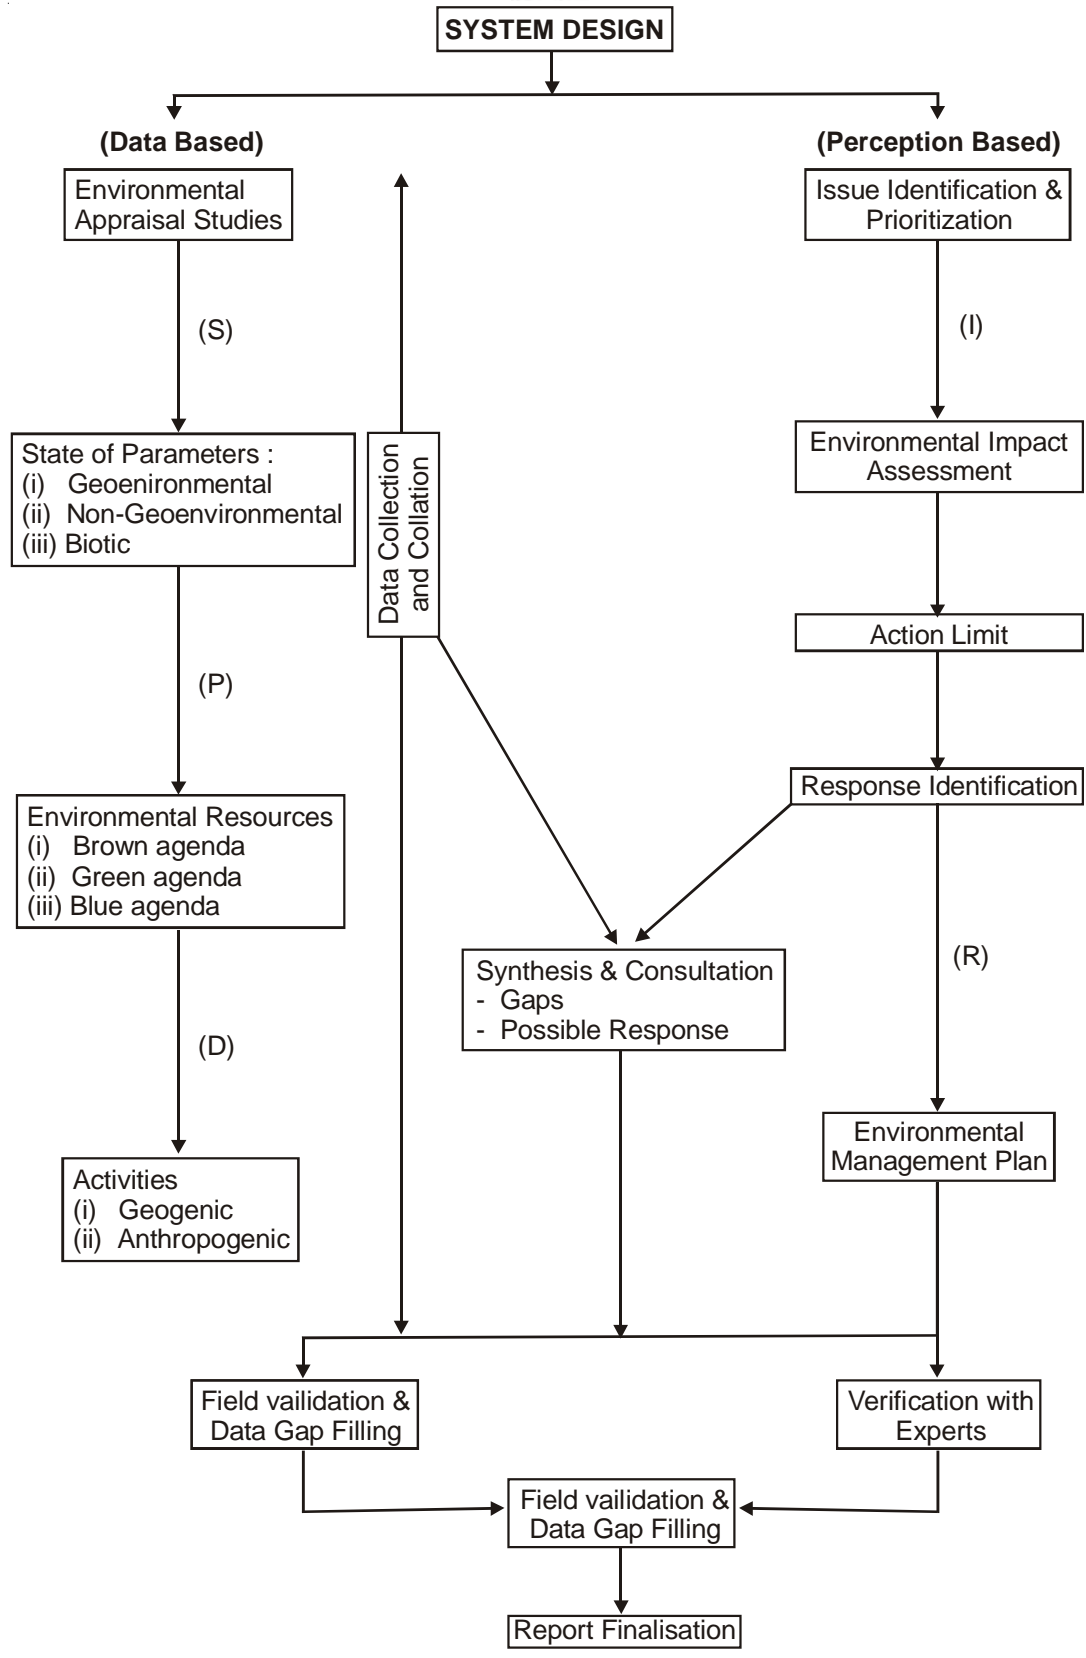 SYSTEM DESIGN
(Data Based)
Environmental
Appraisal Studies
(S)
State of Parameters :
(i) Geoenironmental
(ii) Non-Geoenvironmental
(iii) Biotic
(P)
Environmental Resources
(i) Brown agenda
(ii) Green agenda
(iii) Blue agenda
(D)
Activities
(i) Geogenic
(ii) Anthropogenic
Data Collection
and Collation
(Perception Based)
Issue Identification &
Prioritization
(I)
Environmental Impact
Assessment
Action Limit
Response Identification
(R)
Synthesis & Consultation
- Gaps
- Possible Response
Environmental
Management Plan
Field vailidation &
Data Gap Filling
Verification with
Experts
Field vailidation &
Data Gap Filling
Report Finalisation